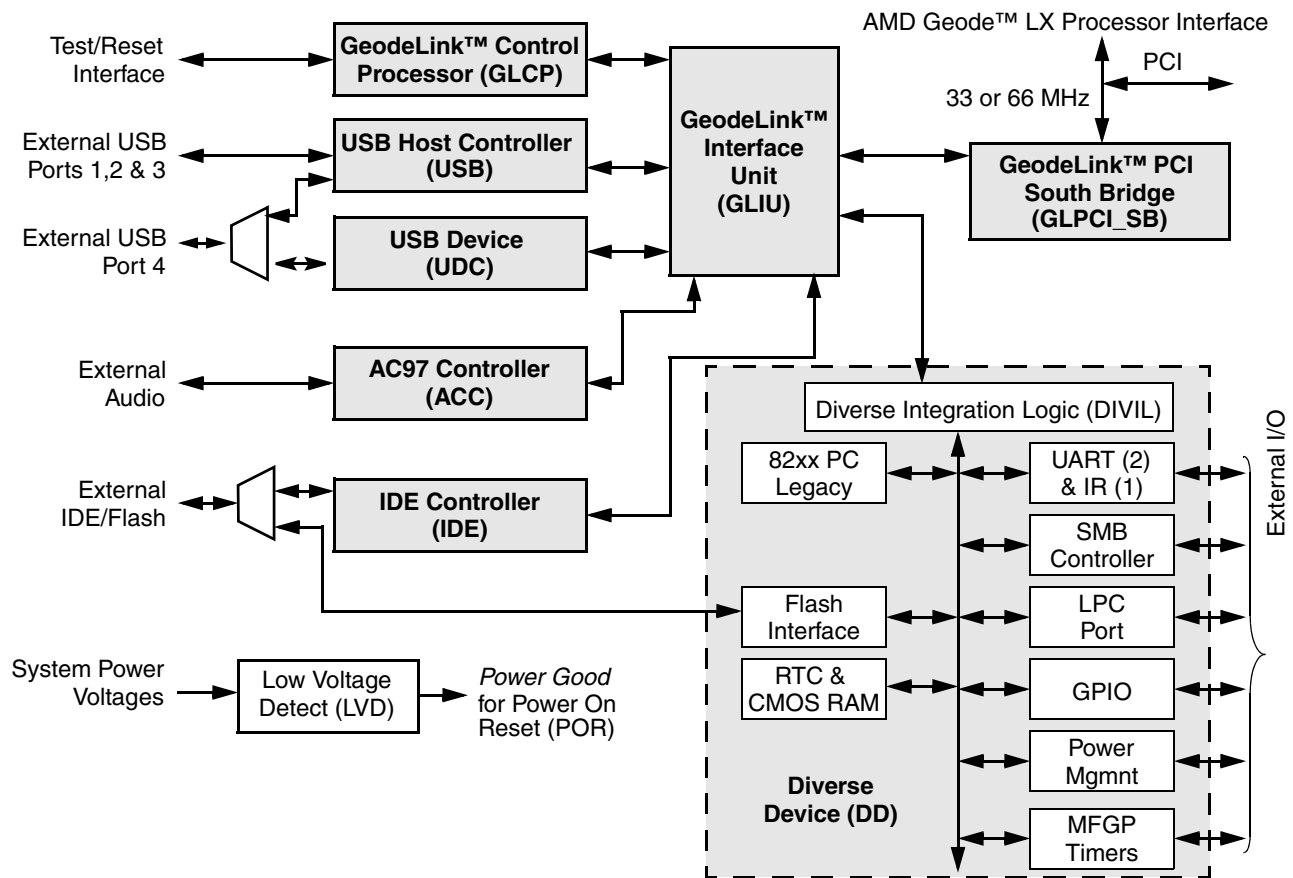 AMD Geode™ LX Processor Interface
Test/Reset
Interface
GeodeLink™ Control
Processor (GLCP)
PCI
33 or 66 MHz
External USB
Ports 1,2 & 3
USB Host Controller
(USB)
GeodeLink™
Interface
Unit
(GLIU)
GeodeLink™ PCI
South Bridge
(GLPCI_SB)
External USB
Port 4
USB Device
(UDC)
External
Audio
AC97 Controller
(ACC)
External
IDE/Flash
IDE Controller
(IDE)
Diverse Integration Logic (DIVIL)
82xx PC
Legacy
UART (2)
& IR (1)
SMB
Controller
Flash
Interface
LPC
Port
RTC &
CMOS RAM
GPIO
Power
Mgmnt
MFGP
Timers
Diverse
Device (DD)
External I/O
System Power
Voltages
Low Voltage
Detect (LVD)
Power Good
for Power On
Reset (POR)